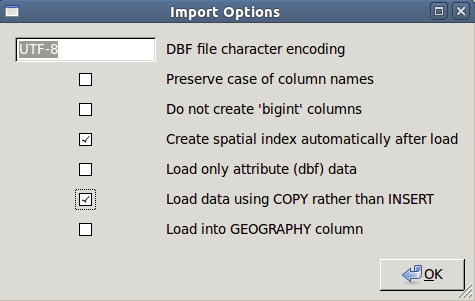 Import Options
UTF-8 DBF file character encoding
Preserve case of column names
Do not create 'bigint' columns
Create spatial index automatically after load
Load only attribute (dbf) data
Load data using COPY rather than INSERT
Load into GEOGRAPHY column
OK